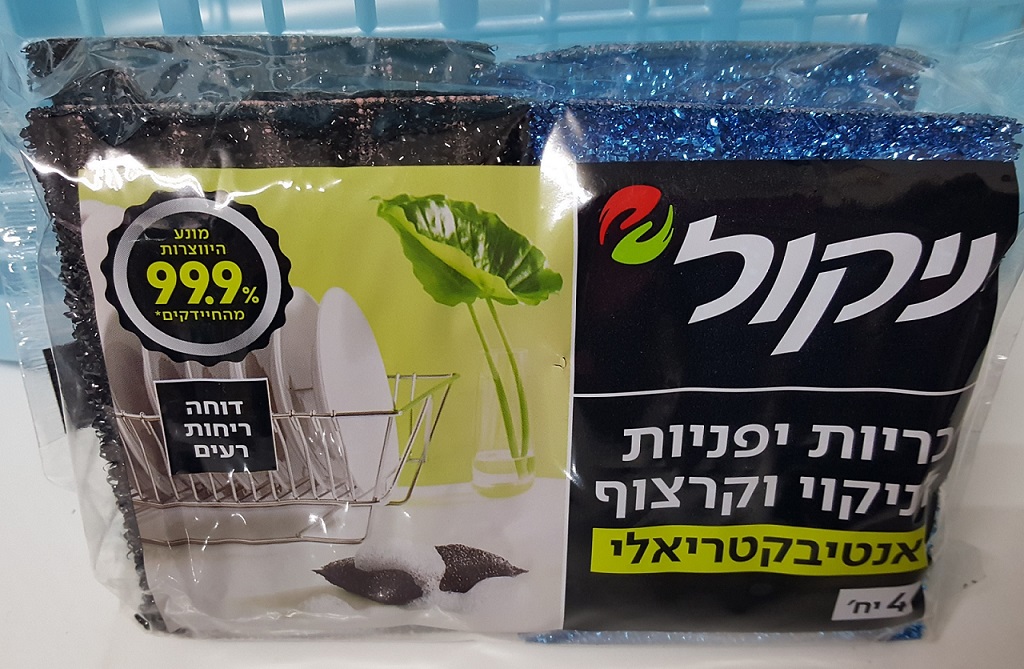 ניקול
כריות יפניות
לניקוי וקרצוף
אנטיבקטריאלי
4 יח'
מונע
היווצרות
99.9%
מהחיידקים*
דוחה
ריחות
רעים